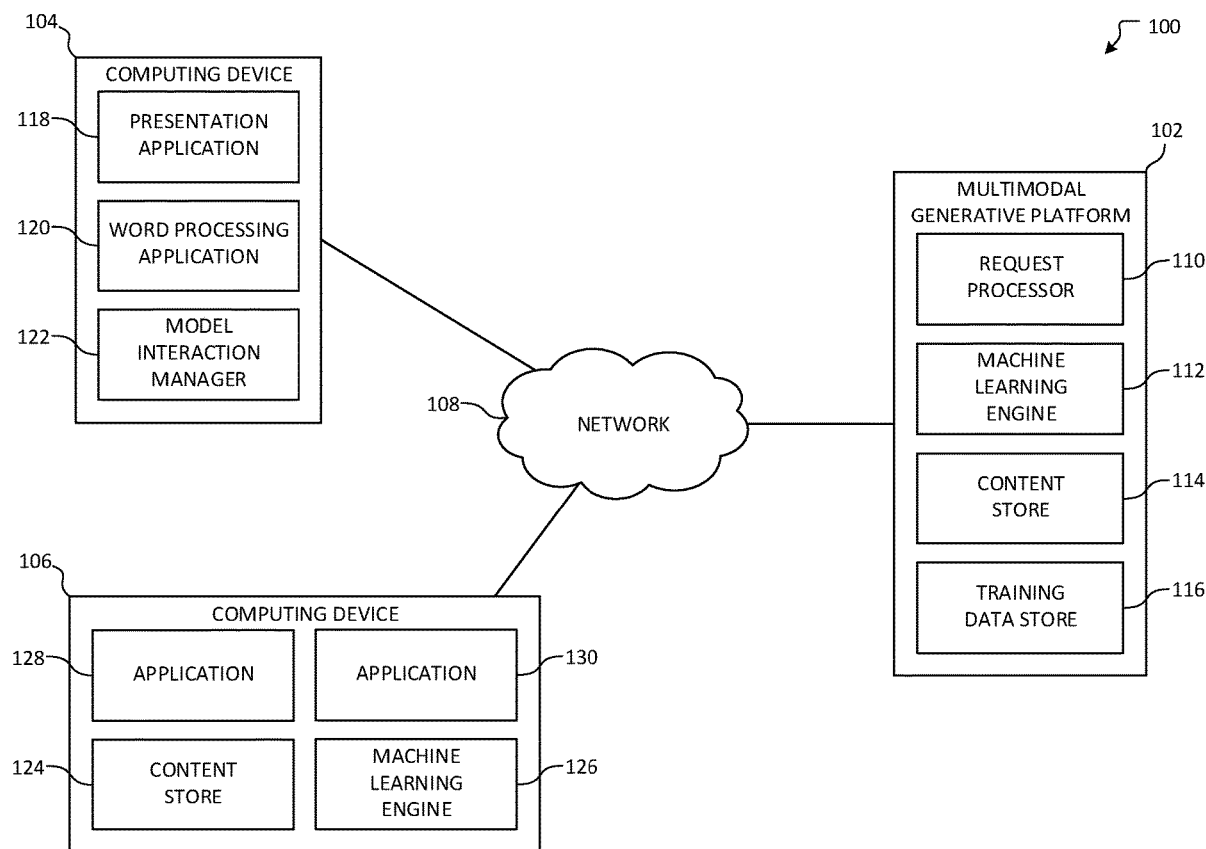 100
104
COMPUTING DEVICE
118
PRESENTATION
APPLICATION
120
WORD PROCESSING
APPLICATION
122
MODEL
INTERACTION
MANAGER
102
MULTIMODAL
GENERATIVE PLATFORM
REQUEST
PROCESSOR
110
MACHINE
LEARNING
ENGINE
112
CONTENT
STORE
114
TRAINING
DATA STORE
116
108
NETWORK
106
COMPUTING DEVICE
128
APPLICATION
APPLICATION
130
124
CONTENT
STORE
MACHINE
LEARNING
ENGINE
126